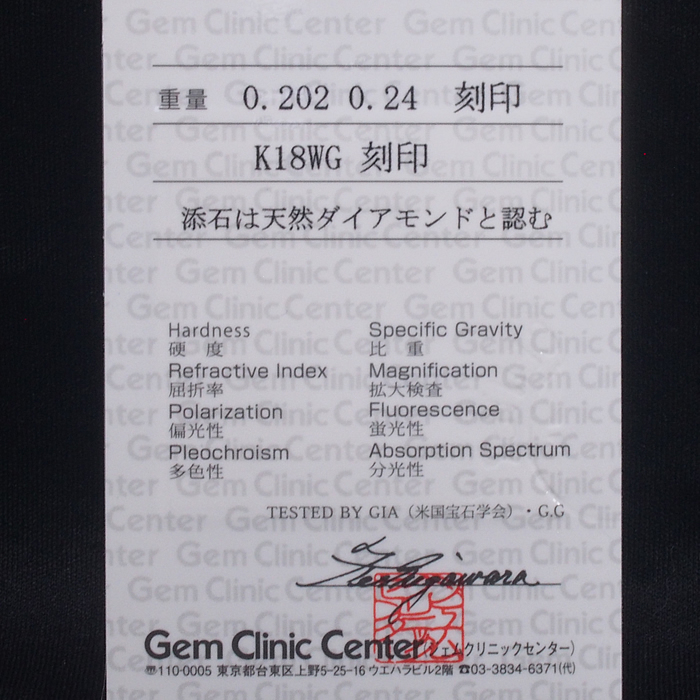 重量 0.202 0.24 刻印
K18WG 刻印
添石は天然ダイアモンドと認む
Hardness Specific Gravity
硬 度 比 重
Refractive Index Magnification
屈折率 拡大検査
Polarization Fluorescence
偏光性 蛍光性
Pleochroism Absorption Spectrum
多色性 分光性
TESTED BY GIA (米国宝石学会)・G,G
Gem Clinic Center (ジェムクリニックセンター)
〠110-0005 東京都台東区上野5-25-16 ウエハラビル2階 ☎03-3834-6371(代)